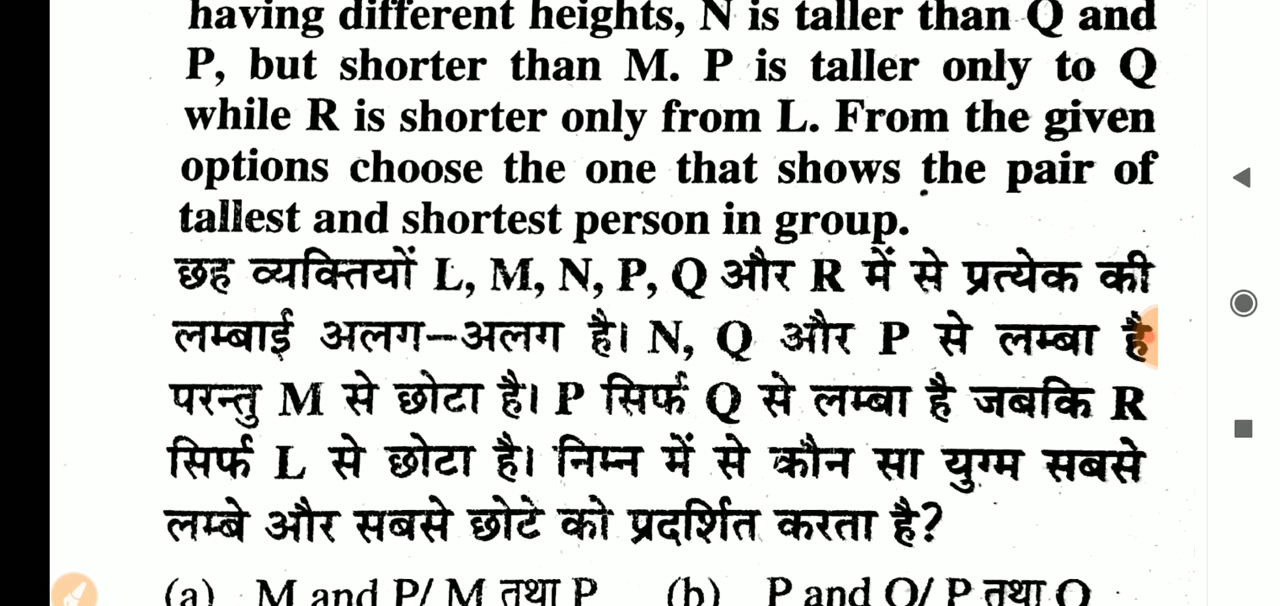 having different heights, N is taller than Q and
P, but shorter than M. P is taller only to Q
while R is shorter only from L. From the given
options choose the one that shows the pair of
tallest and shortest person in group.
छह व्यक्तियों L, M, N, P, Q और R में से प्रत्येक की
लम्बाई अलग-अलग है। N, Q और P से लम्बा है
परन्तु M से छोटा है। P सिर्फ Q से लम्बा है जबकि R
सिर्फ L से छोटा है। निम्न में से कौन सा युग्म सबसे
लम्बे और सबसे छोटे को प्रदर्शित करता है?
(a) M and P/ M तथा P (b) P and Q/ P तथा Q